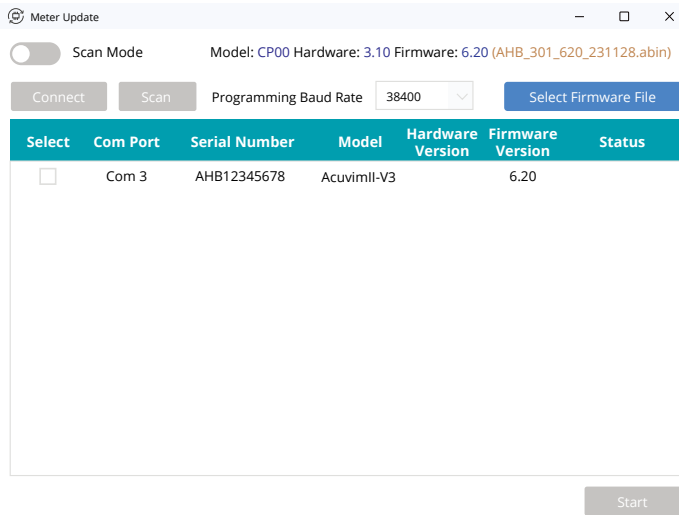 Meter Update
Scan Mode Model: CP00 Hardware: 3.10 Firmware: 6.20 (AHB_301_620_231128.abin)
Connect Scan Programming Baud Rate 38400 Select Firmware File
Select Com Port Serial Number Model Hardware Version Firmware Version Status
Com 3 AHB12345678 AcuvimII-V3 6.20
Start